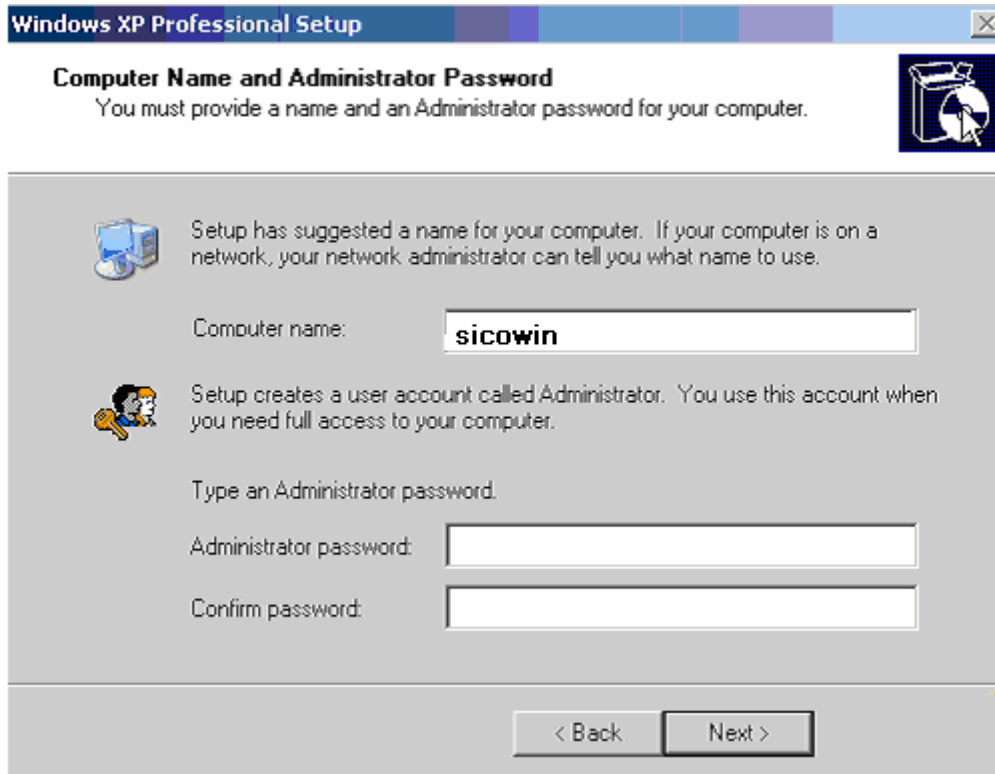 Windows XP Professional Setup
Computer Name and Administrator Password
You must provide a name and an Administrator password for your computer.
Setup has suggested a name for your computer. If your computer is on a
network, your network administrator can tell you what name to use.
Computer name: sicowin
Setup creates a user account called Administrator. You use this account when
you need full access to your computer.
Type an Administrator password.
Administrator password:
Confirm password:
< Back Next >